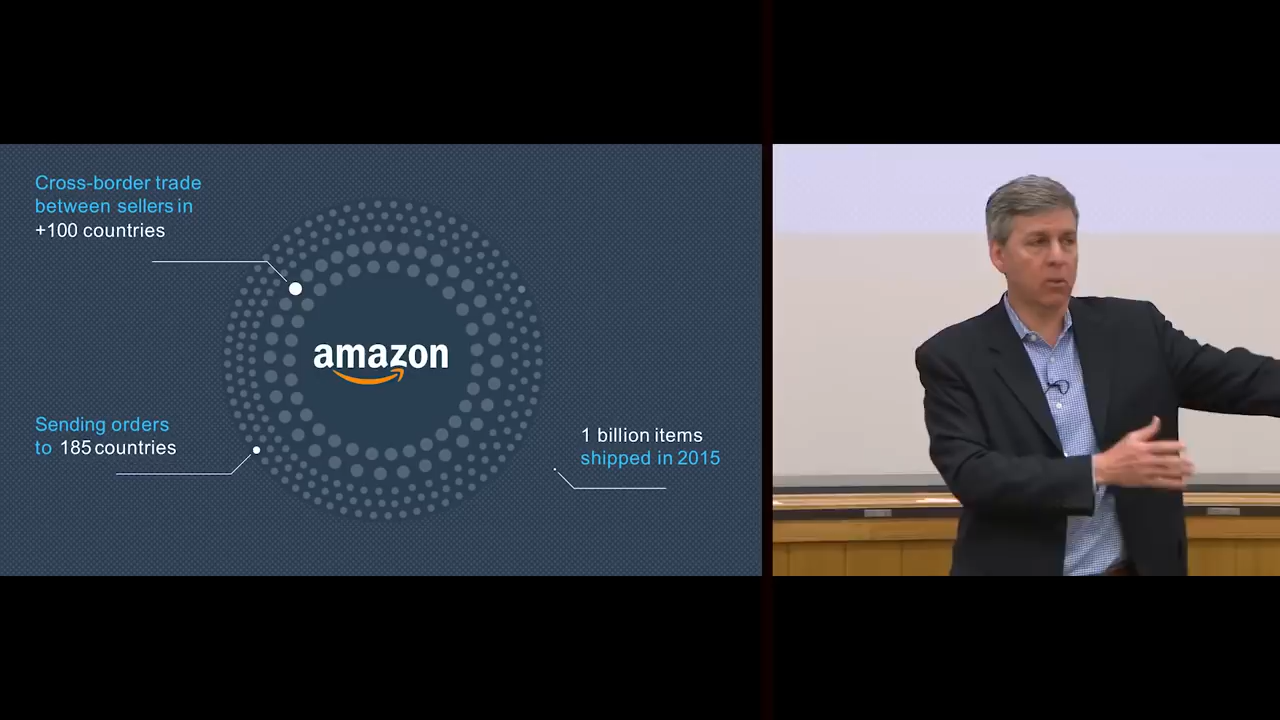 Cross-border trade
between sellers in
+100 countries
amazon
Sending orders
to 185 countries
1 billion items
shipped in 2015